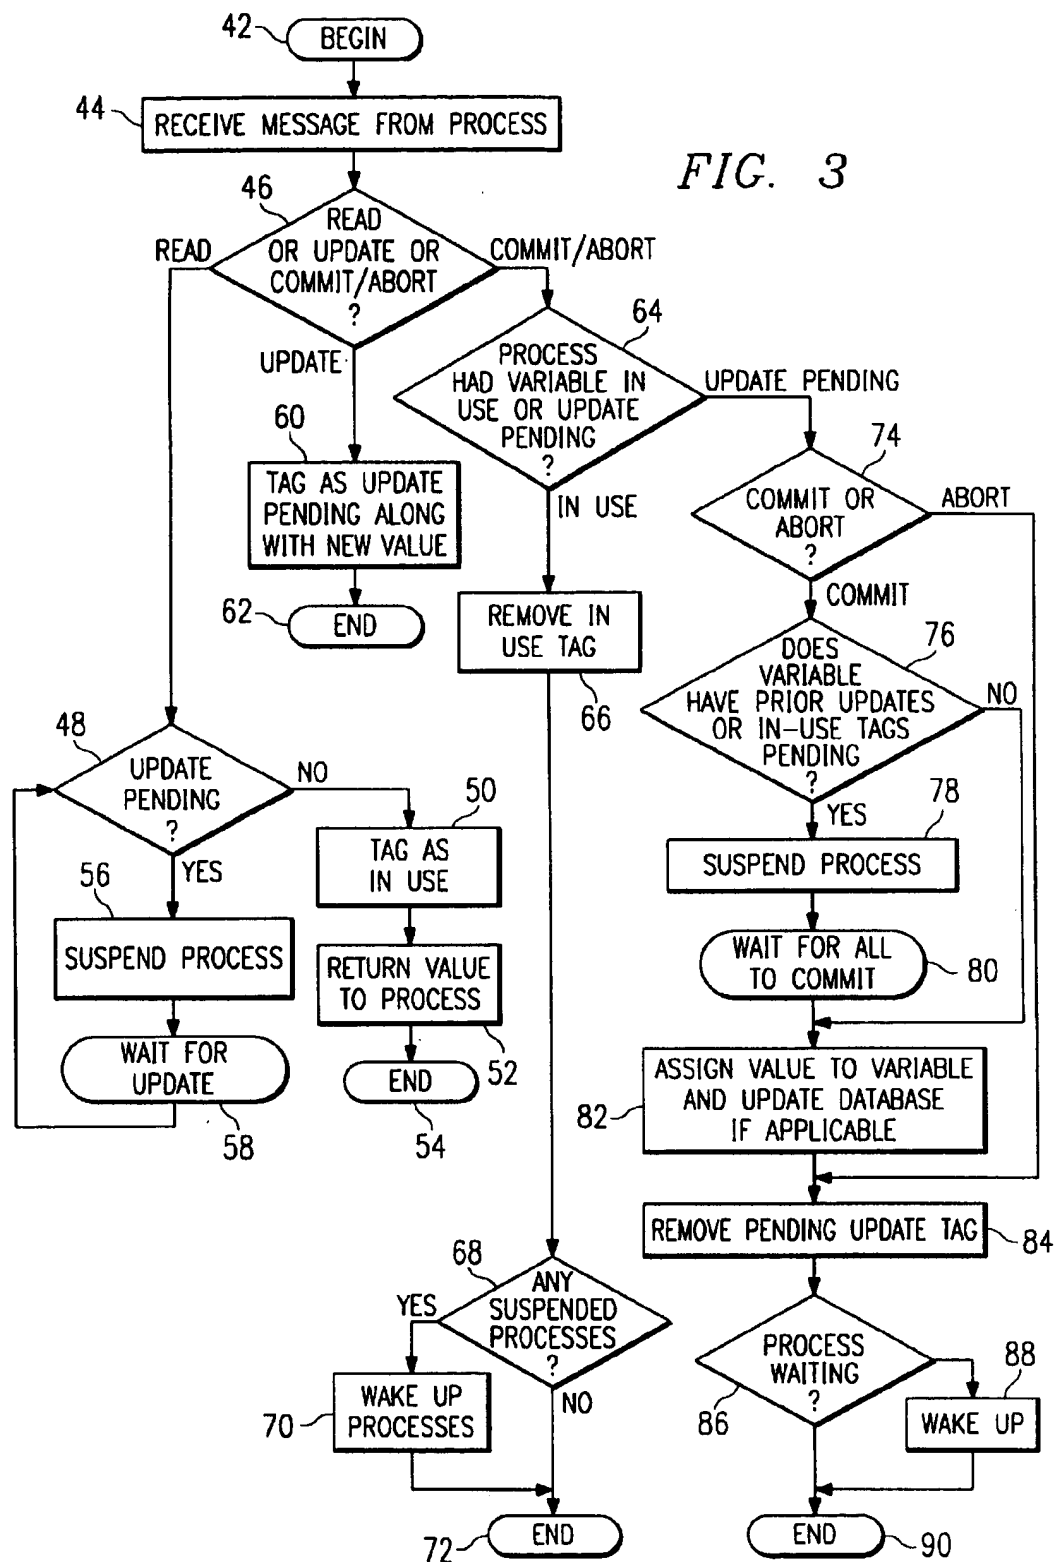 42
BEGIN
44
RECEIVE MESSAGE FROM PROCESS
FIG. 3
46
READ
OR UPDATE OR
COMMIT/ABORT
?
READ
COMMIT/ABORT
UPDATE
64
PROCESS
HAD VARIABLE IN
USE OR UPDATE
PENDING
?
UPDATE PENDING
IN USE
60
TAG AS UPDATE
PENDING ALONG
WITH NEW VALUE
62
END
74
COMMIT OR
ABORT
?
ABORT
COMMIT
REMOVE IN
USE TAG
66
76
DOES
VARIABLE
HAVE PRIOR UPDATES
OR IN-USE TAGS
PENDING
?
NO
YES
48
UPDATE
PENDING
?
NO
YES
50
TAG AS
IN USE
78
SUSPEND PROCESS
56
SUSPEND PROCESS
RETURN VALUE
TO PROCESS
52
WAIT FOR ALL
TO COMMIT
80
WAIT FOR
UPDATE
58
END
54
ASSIGN VALUE TO VARIABLE
AND UPDATE DATABASE
IF APPLICABLE
82
REMOVE PENDING UPDATE TAG
84
68
ANY
SUSPENDED
PROCESSES
?
YES
NO
70
WAKE UP
PROCESSES
PROCESS
WAITING
?
86
88
WAKE UP
72
END
END
90